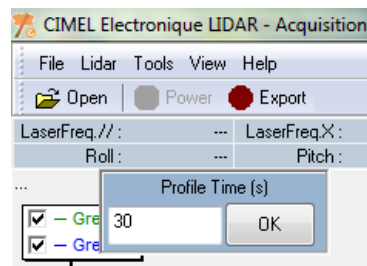 CIMEL Electronique LIDAR - Acquisition
File Lidar Tools View Help
Open Power Export
LaserFreq.// : --- LaserFreq.X :
Roll : --- Pitch :
...
Profile Time (s)
30 OK
— Gre
— Gre